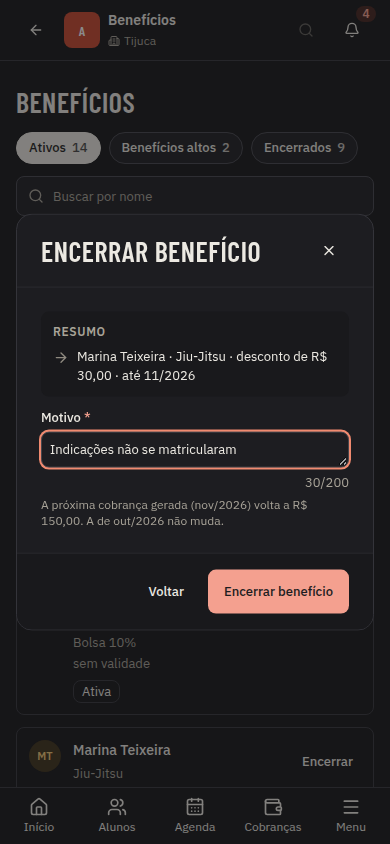 A
Benefícios
Tijuca
4
BENEFÍCIOS
Ativos 14
Benefícios altos 2
Encerrados 9
Buscar por nome
ENCERRAR BENEFÍCIO
RESUMO
Marina Teixeira · Jiu-Jitsu · desconto de R$
30,00 · até 11/2026
Motivo *
Indicações não se matricularam
30/200
A próxima cobrança gerada (nov/2026) volta a R$
150,00. A de out/2026 não muda.
Voltar
Encerrar benefício
Bolsa 10%
sem validade
Ativa
MT
Marina Teixeira
Encerrar
Jiu-Jitsu
Início
Alunos
Agenda
Cobranças
Menu